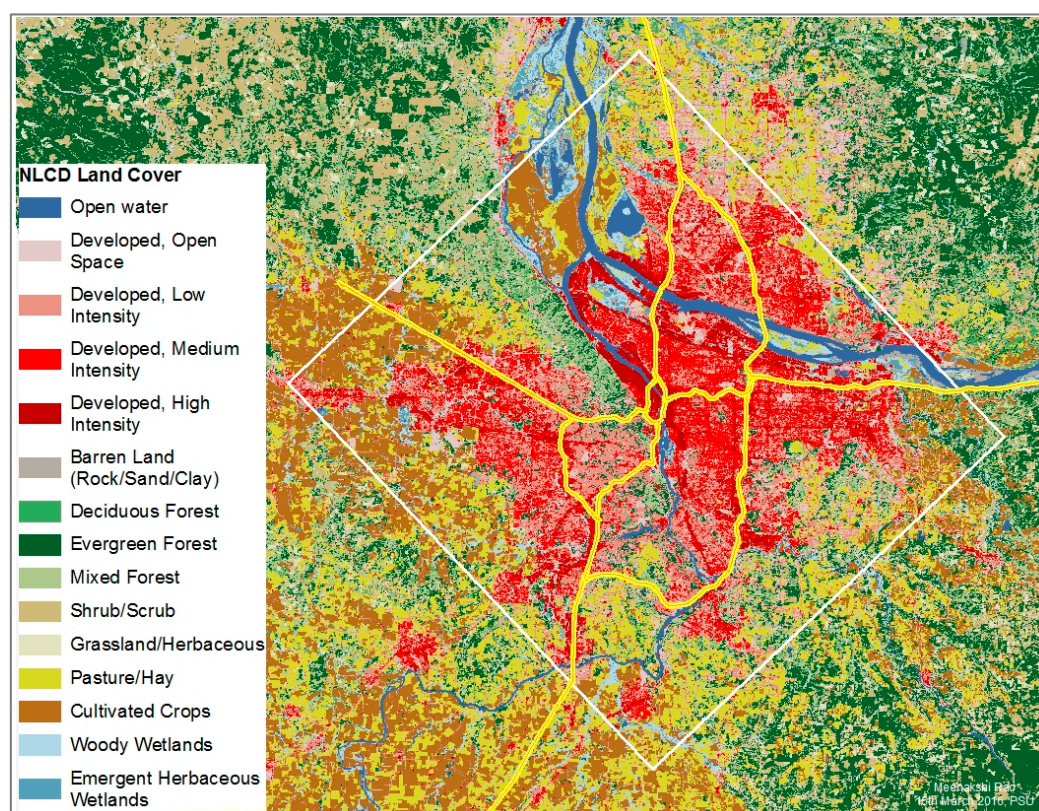 NLCD Land Cover
Open water
Developed, Open
Space
Developed, Low
Intensity
Developed, Medium
Intensity
Developed, High
Intensity
Barren Land
(Rock/Sand/Clay)
Deciduous Forest
Evergreen Forest
Mixed Forest
Shrub/Scrub
Grassland/Herbaceous
Pasture/Hay
Cultivated Crops
Woody Wetlands
Emergent Herbaceous
Wetlands
Meenakshi Rao
March 2016, PSU